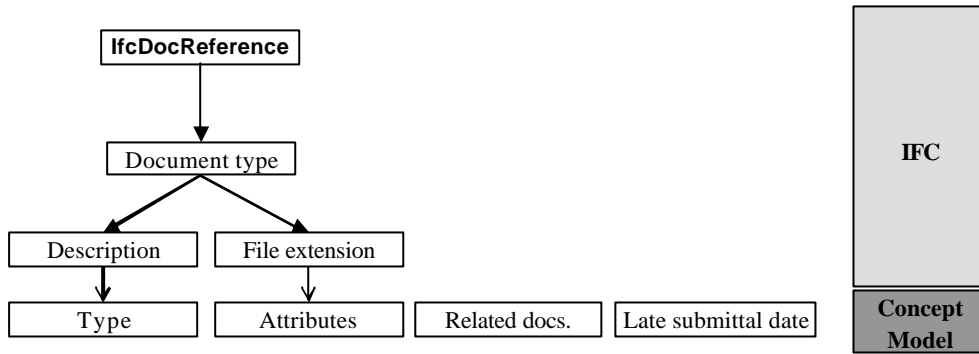 IfcDocReference
Document type
IFC
Description
File extension
Type
Attributes
Related docs.
Late submittal date
Concept
Model